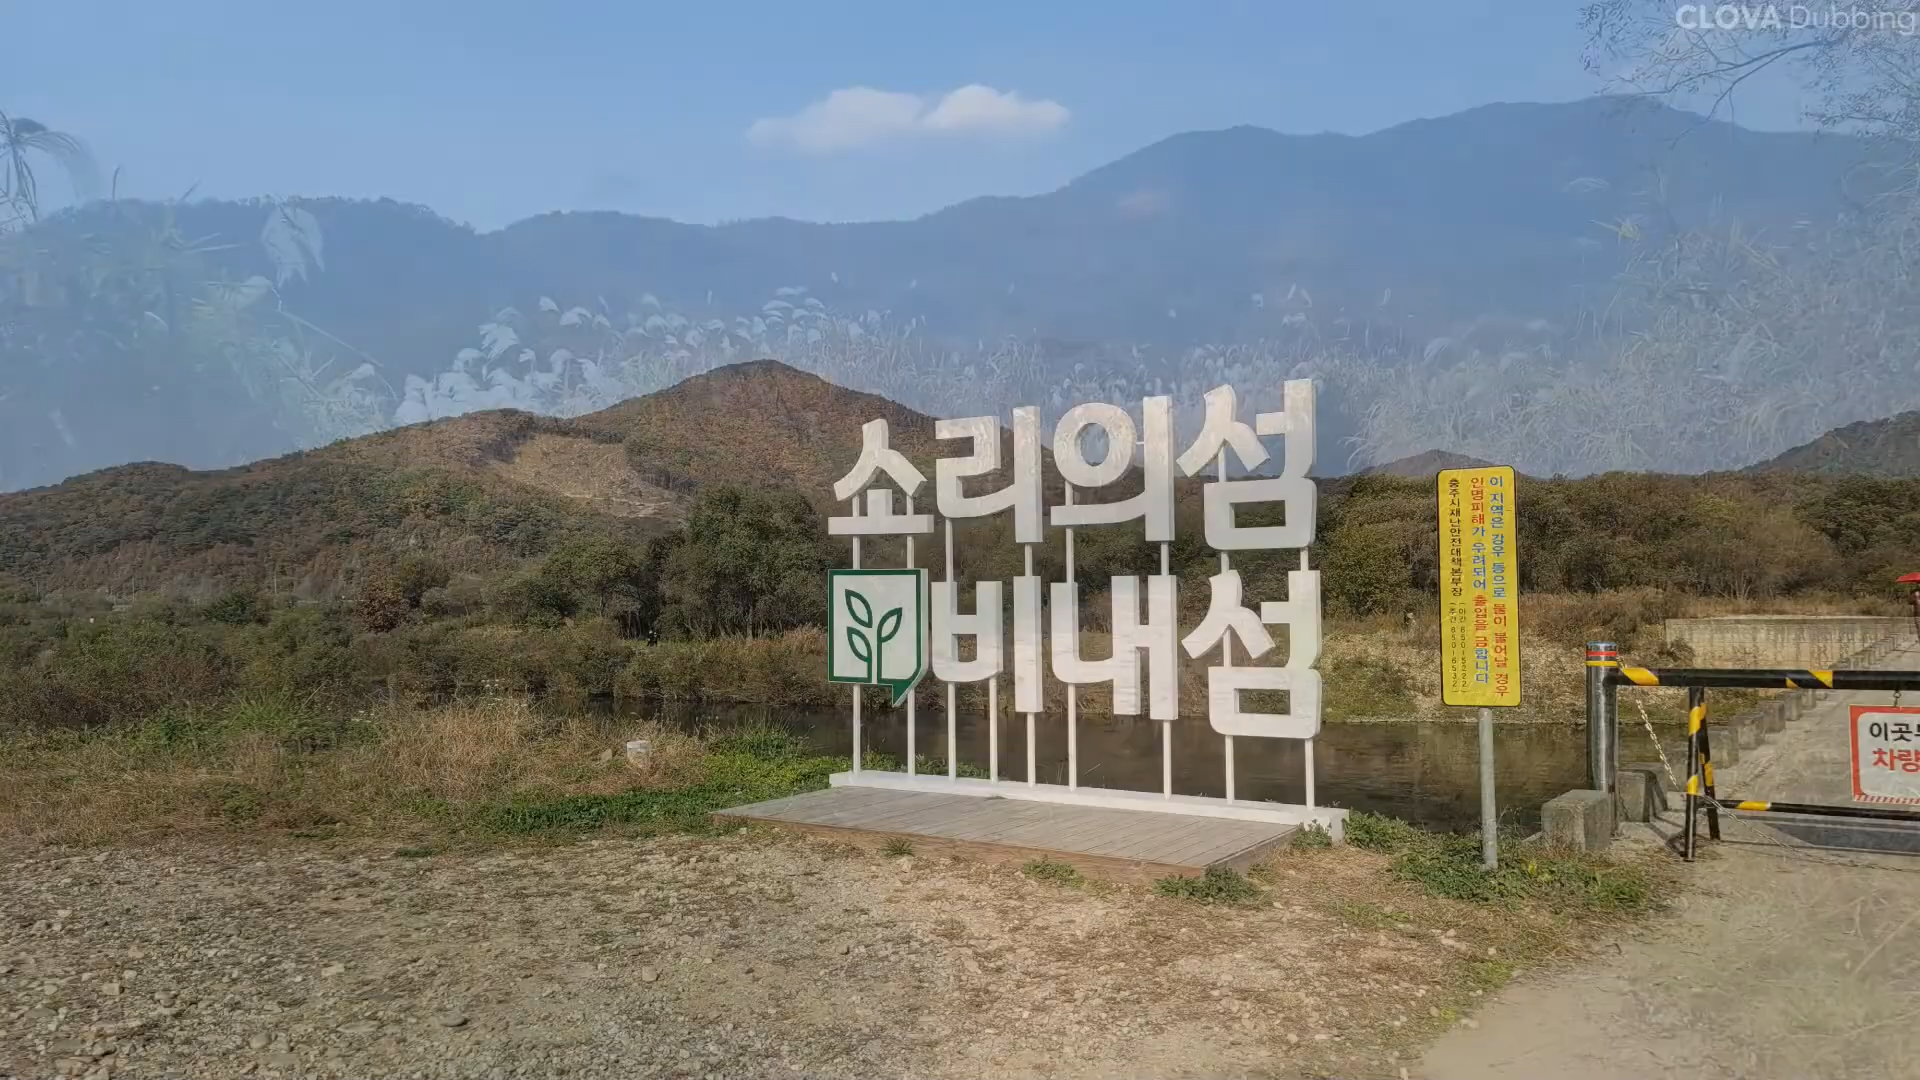 CLOVA Dubbing
소리의섬
비내섬
이 지역은 강우 등으로 물이 불어날 경우
인명피해가 우려되어 출입을 금합니다
충주시재난안전대책본부장
이곳
차량